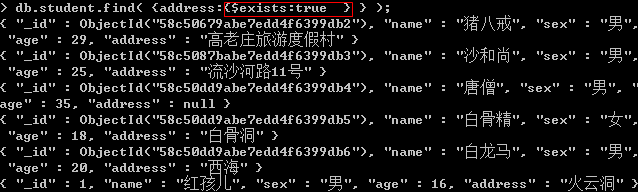 > db.student.find( {address:{$exists:true  } } );
{ "_id" : ObjectId("58c50679abe7edd4f6399db2"), "name" : "猪八戒", "sex" : "男",
"age" : 29, "address" : "高老庄旅游度假村" }
{ "_id" : ObjectId("58c5087babe7edd4f6399db3"), "name" : "沙和尚", "sex" : "男",
"age" : 25, "address" : "流沙河路11号" }
{ "_id" : ObjectId("58c50dd9abe7edd4f6399db4"), "name" : "唐僧", "sex" : "男", "
age" : 35, "address" : null }
{ "_id" : ObjectId("58c50dd9abe7edd4f6399db5"), "name" : "白骨精", "sex" : "女",
"age" : 18, "address" : "白骨洞" }
{ "_id" : ObjectId("58c50dd9abe7edd4f6399db6"), "name" : "白龙马", "sex" : "男",
"age" : 20, "address" : "西海" }
{ "_id" : 1, "name" : "红孩儿", "sex" : "男", "age" : 16, "address" : "火云洞" }